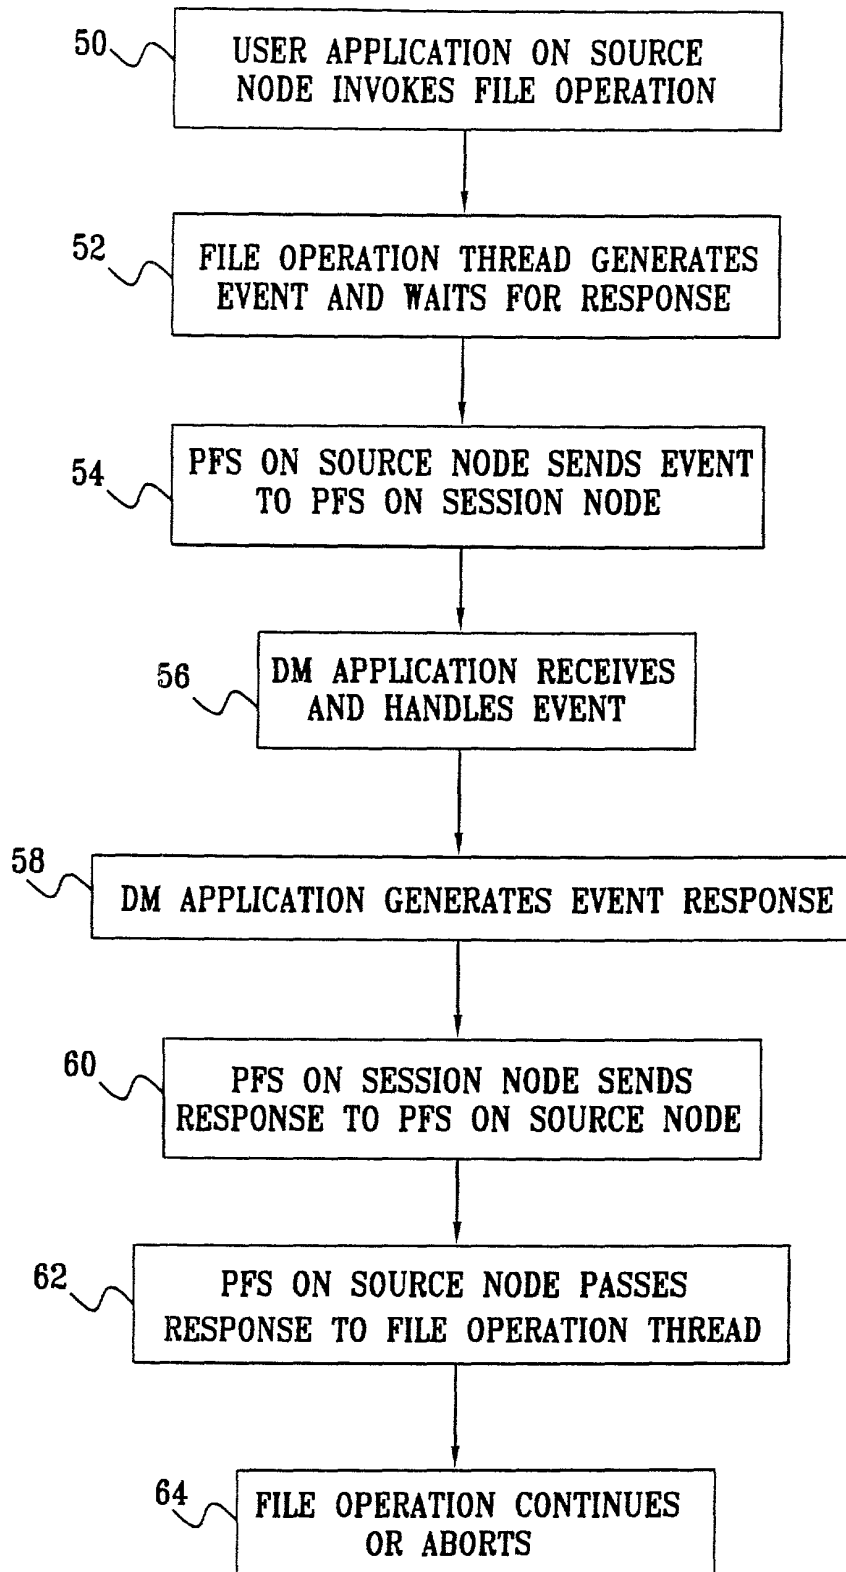 50
USER APPLICATION ON SOURCE
NODE INVOKES FILE OPERATION
52
FILE OPERATION THREAD GENERATES
EVENT AND WAITS FOR RESPONSE
54
PFS ON SOURCE NODE SENDS EVENT
TO PFS ON SESSION NODE
56
DM APPLICATION RECEIVES
AND HANDLES EVENT
58
DM APPLICATION GENERATES EVENT RESPONSE
60
PFS ON SESSION NODE SENDS
RESPONSE TO PFS ON SOURCE NODE
62
PFS ON SOURCE NODE PASSES
RESPONSE TO FILE OPERATION THREAD
64
FILE OPERATION CONTINUES
OR ABORTS